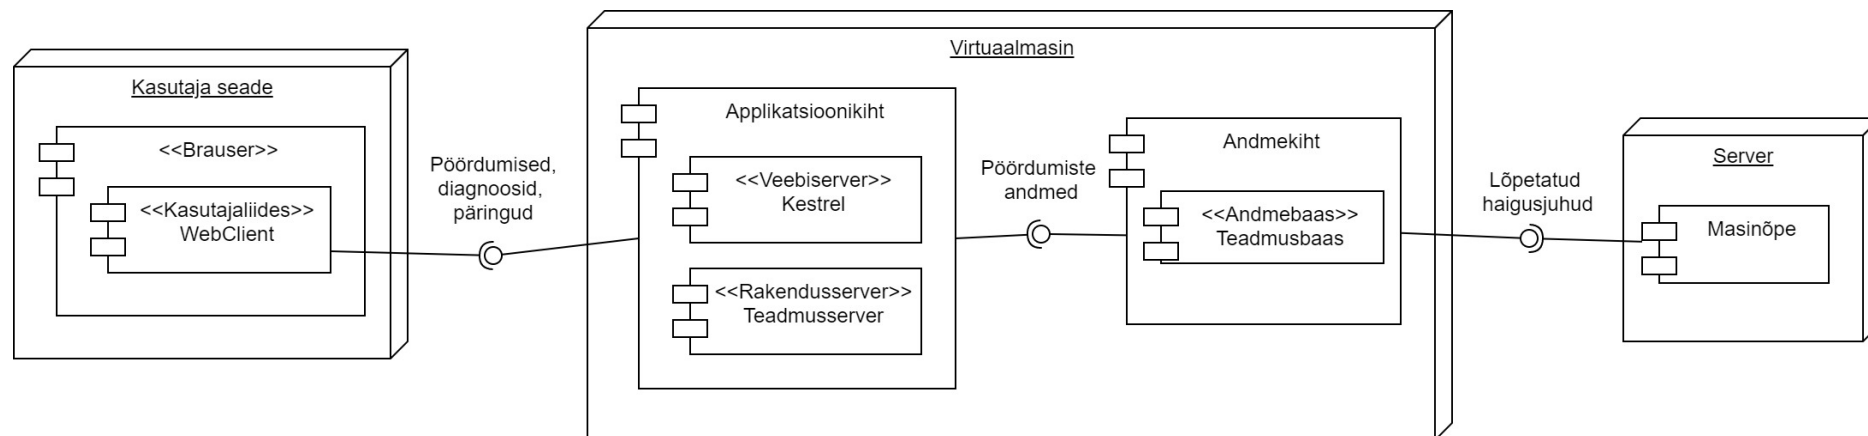 Kasutaja seade
<<Brauser>>
<<Kasutajaliides>>
WebClient
Pöördumised,
diagnoosid,
päringud
Virtuaalmasin
Applikatsioonikiht
<<Veebiserver>>
Kestrel
<<Rakendusserver>>
Teadmusserver
Pöördumiste
andmed
Andmekiht
<<Andmebaas>>
Teadmusbaas
Lõpetatud
haigusjuhud
Server
Masinõpe